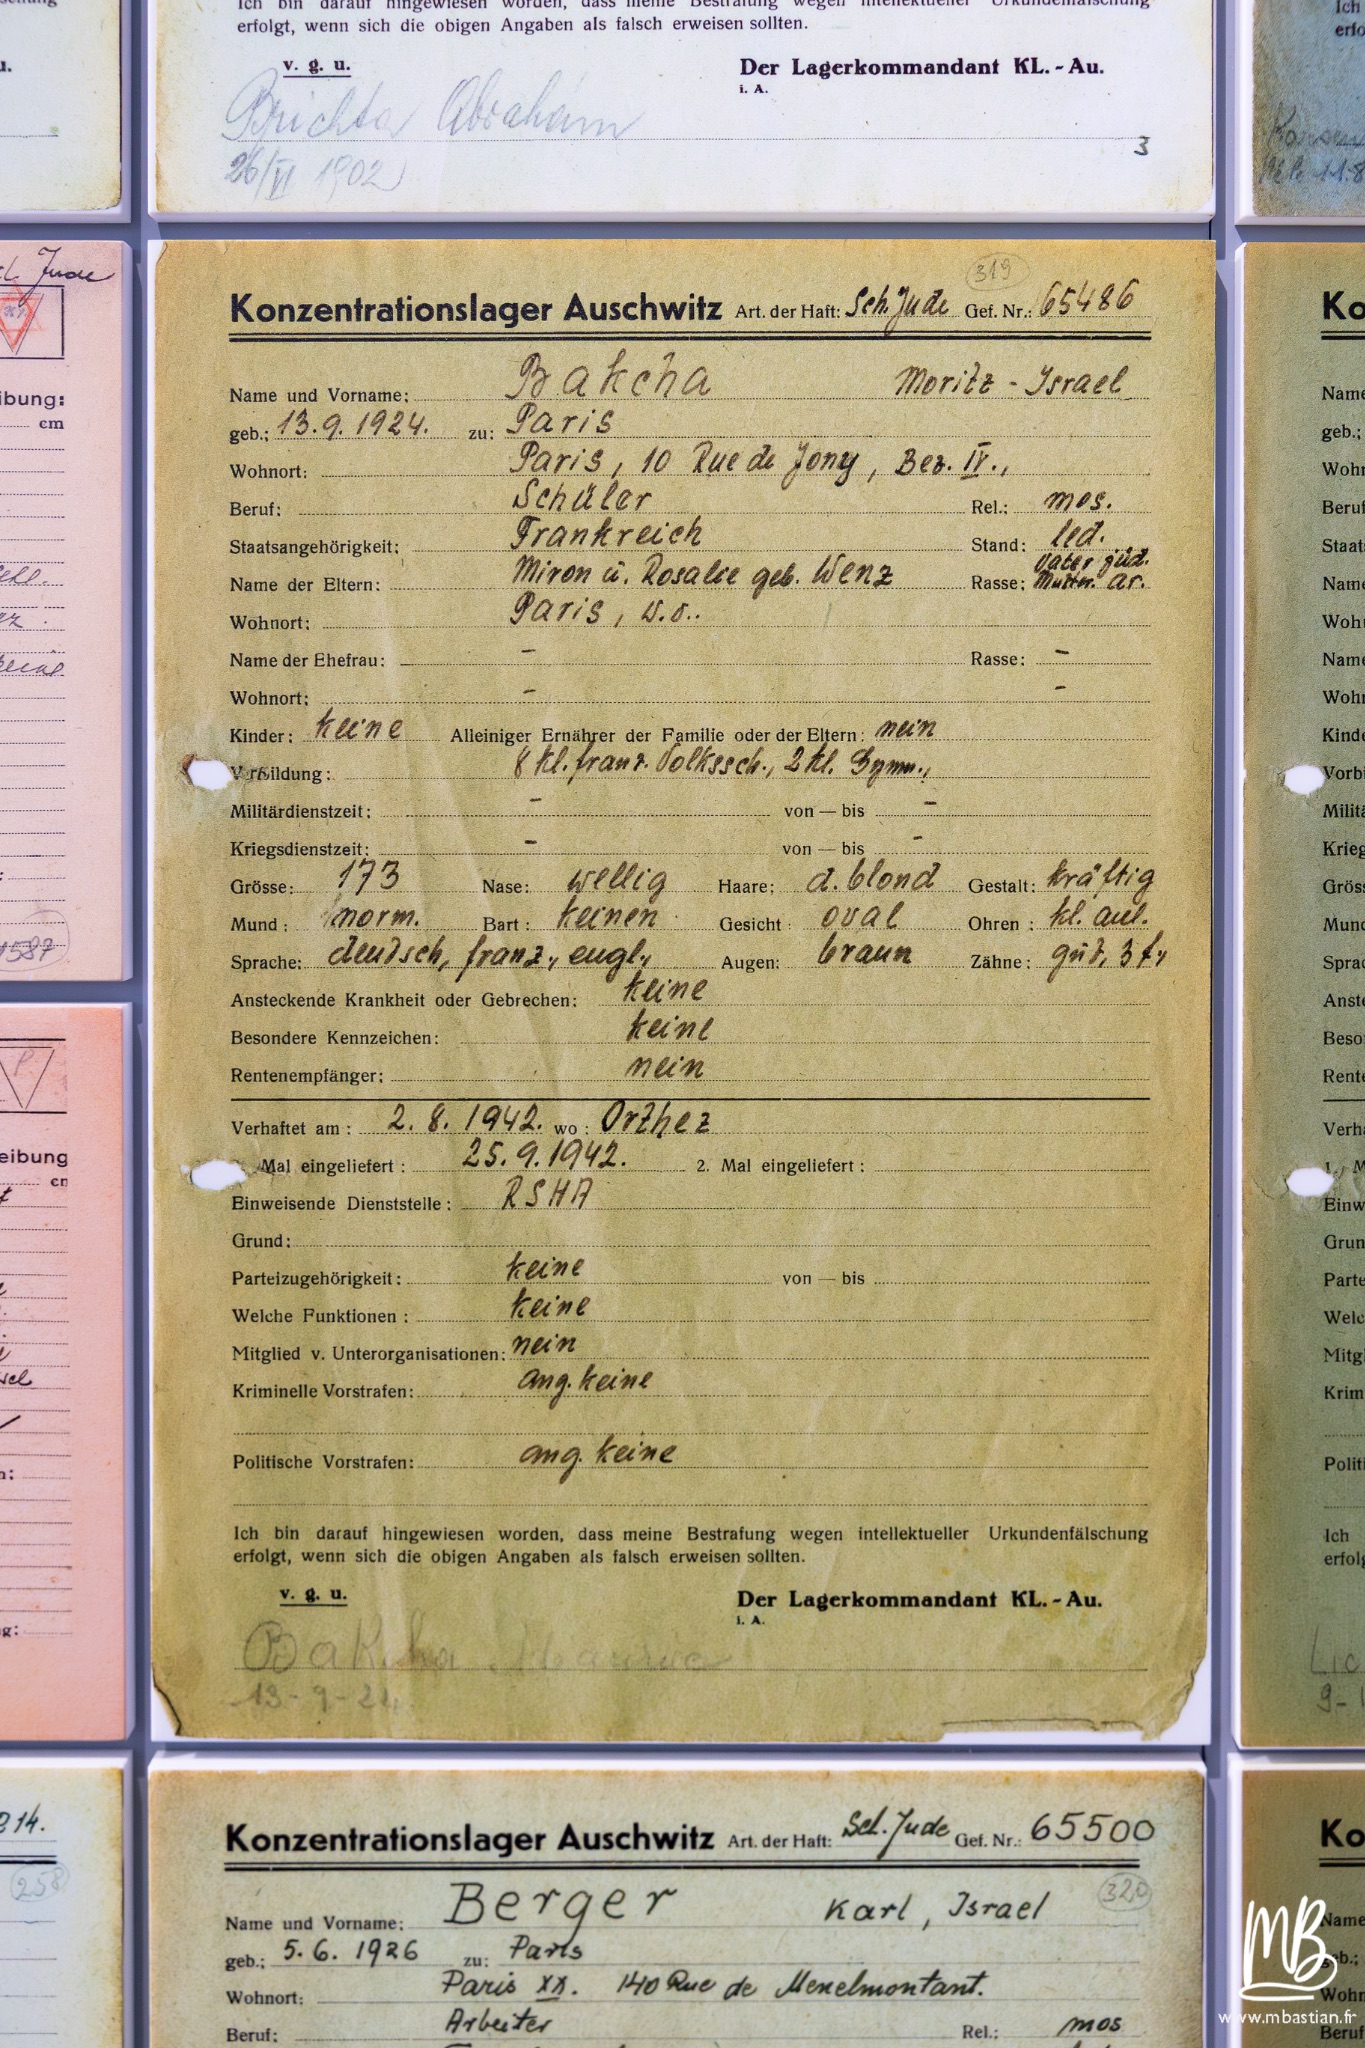 Ich bin darauf hingewiesen worden, dass meine Bestrafung wegen intellektueller Urkundenfälschung
erfolgt, wenn sich die obigen Angaben als falsch erweisen sollten.
v. g. u. Der Lagerkommandant KL.-Au.
i. A.
Brichta Abraham
3
26/VI 1902
319
Konzentrationslager Auschwitz Art. der Haft: Sch. Jude Gef. Nr.: 65486
Name und Vorname: Bakcha Moritz - Israel
geb.: 13.9.1924. zu: Paris
Wohnort: Paris, 10 Rue de Jony, Bez. IV.,
Beruf: Schüler Rel.: mos.
Staatsangehörigkeit: Frankreich Stand: led.
Name der Eltern: Miron u. Rosalie geb. Wenz Rasse: Vater jüd. Mutter. ar.
Wohnort: Paris, w.o..
Name der Ehefrau: - Rasse: -
Wohnort: - -
Kinder: keine Alleiniger Ernährer der Familie oder der Eltern: nein
Vorbildung: 8 kl. franz. Volkssch., 2 kl. Gymn.,
Militärdienstzeit: - von — bis -
Kriegsdienstzeit: - von — bis -
Grösse: 173 Nase: wellig Haare: d. blond Gestalt: kräftig
Mund: norm. Bart: keinen Gesicht: oval Ohren: kl. anl.
Sprache: deutsch, franz., engl., Augen: braun Zähne: gut, 3 f.,
Ansteckende Krankheit oder Gebrechen: keine
Besondere Kennzeichen: keine
Rentenempfänger: nein
Verhaftet am: 2. 8. 1942. wo: Orthez
Mal eingeliefert: 25. 9. 1942. 2. Mal eingeliefert:
Einweisende Dienststelle: RSHA
Grund:
Parteizugehörigkeit: keine von — bis
Welche Funktionen: keine
Mitglied v. Unterorganisationen: nein
Kriminelle Vorstrafen: ang. keine
Politische Vorstrafen: ang. keine
Ich bin darauf hingewiesen worden, dass meine Bestrafung wegen intellektueller Urkundenfälschung
erfolgt, wenn sich die obigen Angaben als falsch erweisen sollten.
v. g. u. Der Lagerkommandant KL.-Au.
i. A.
Bakcha Maurice
13-9-24
Konzentrationslager Auschwitz Art. der Haft: Sch. Jude Gef. Nr.: 65500
320
Name und Vorname: Berger Karl, Israel
geb.: 5. 6. 1926 zu: Paris
Wohnort: Paris XX. 140 Rue de Menelmontant.
Beruf: Arbeiter Rel.: mos
Jude
ibung:
cm
1587
eibung
814.
258
MB
www.mbastian.fr